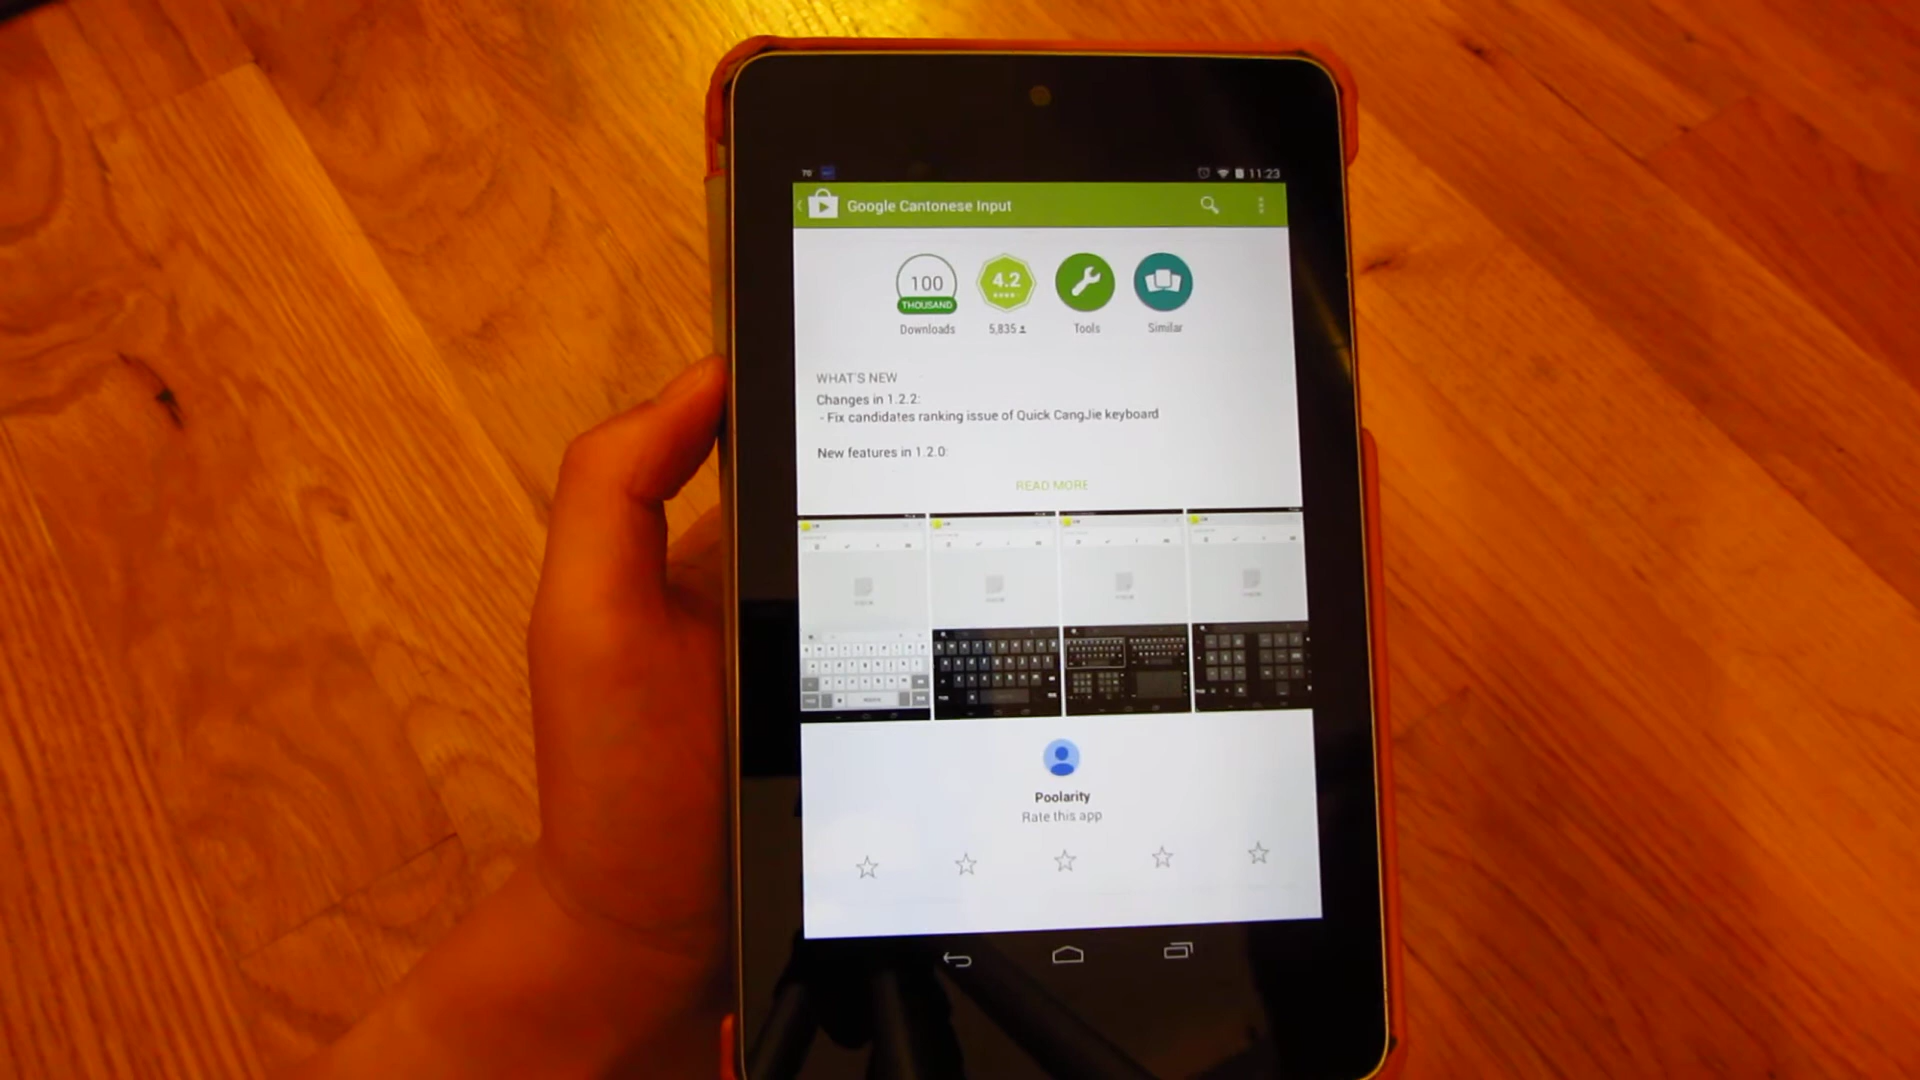 70°
11:23
Google Cantonese Input
100
THOUSAND
Downloads
4.2
5,835
Tools
Similar
WHAT'S NEW
Changes in 1.2.2:
- Fix candidates ranking issue of Quick CangJie keyboard
New features in 1.2.0:
READ MORE
Poolarity
Rate this app